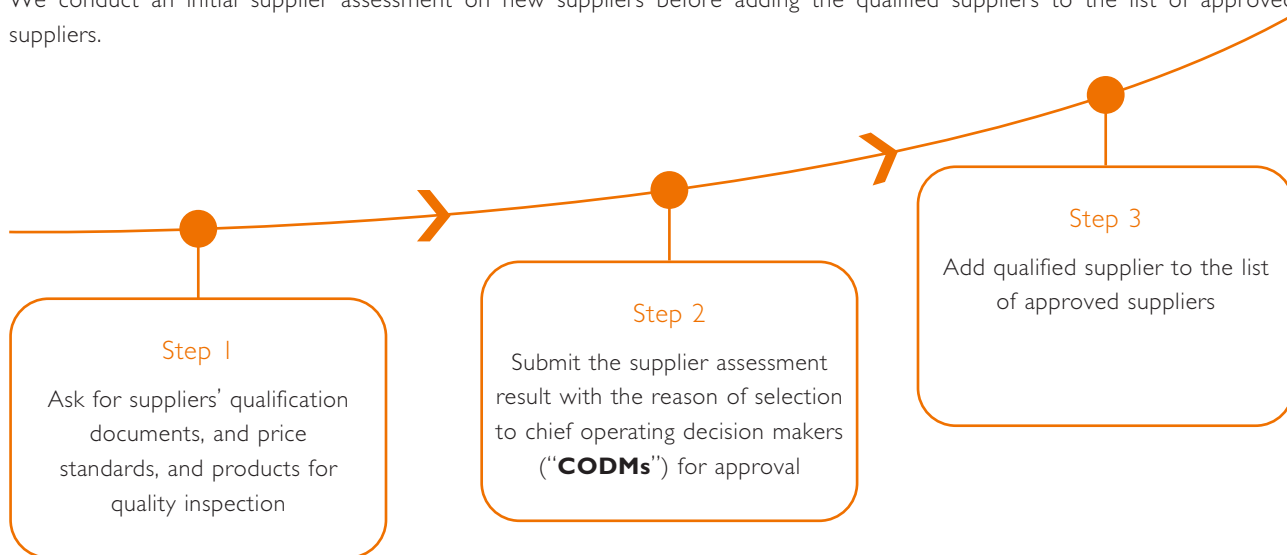 We conduct an initial supplier assessment on new suppliers before adding the qualified suppliers to the list of approved
suppliers.
Step 1
Ask for suppliers’ qualification
documents, and price
standards, and products for
quality inspection
Step 2
Submit the supplier assessment
result with the reason of selection
to chief operating decision makers
(“CODMs”) for approval
Step 3
Add qualified supplier to the list
of approved suppliers